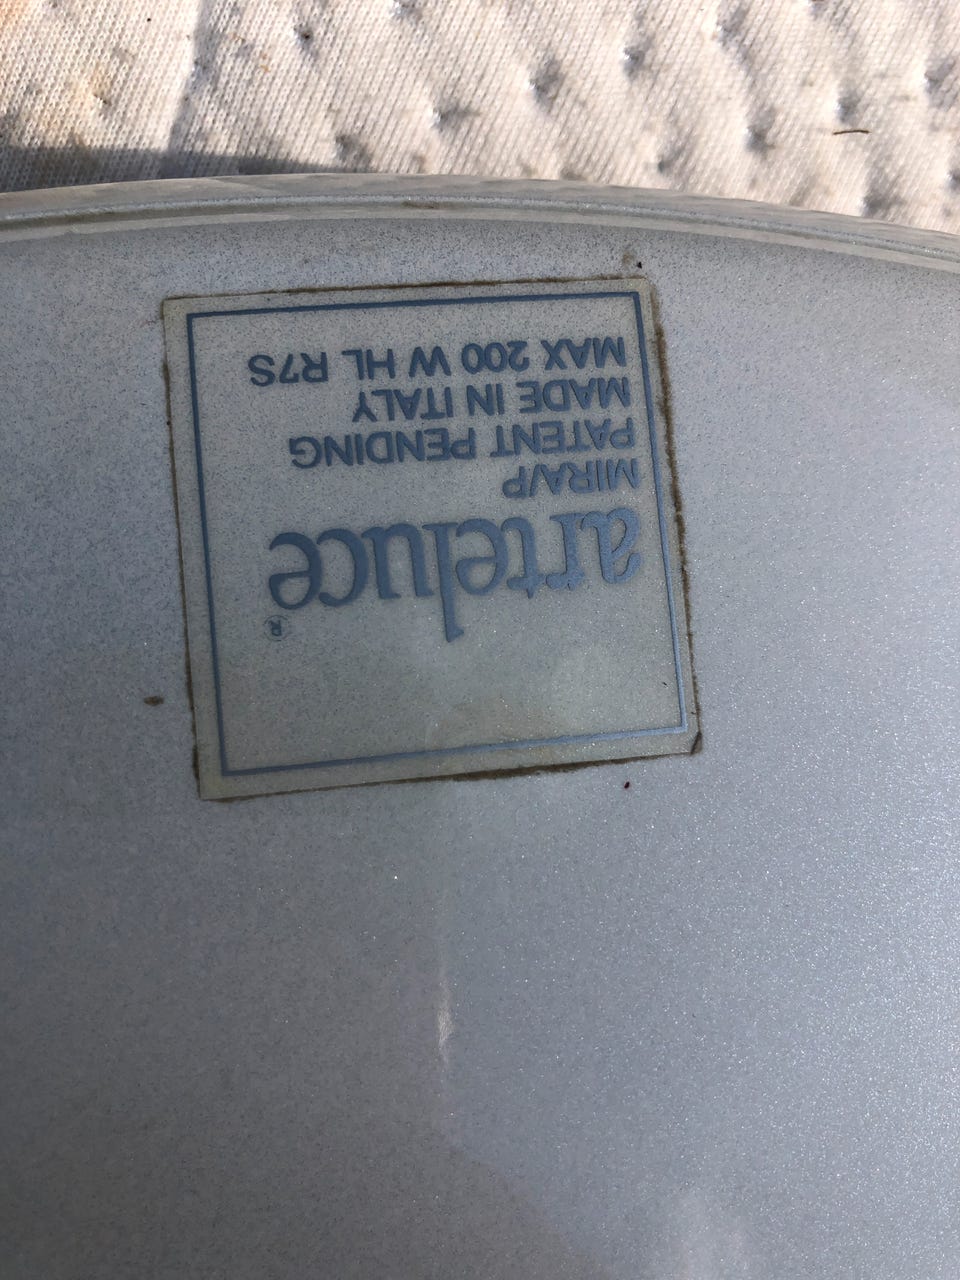 arteluce®
MIRA/P
PATENT PENDING
MADE IN ITALY
MAX 200 W HL R7S